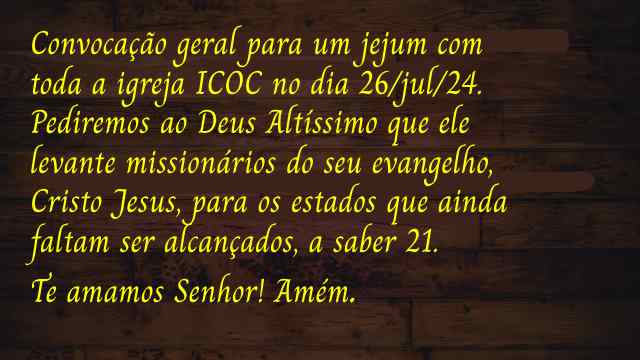 Convocação geral para um jejum com
toda a igreja ICOC no dia 26/jul/24.
Pediremos ao Deus Altíssimo que ele
levante missionários do seu evangelho,
Cristo Jesus, para os estados que ainda
faltam ser alcançados, a saber 21.
Te amamos Senhor! Amém.